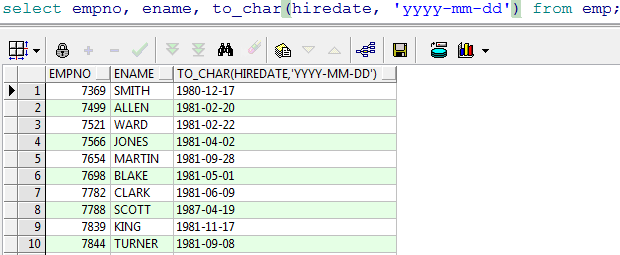 select empno, ename, to_char(hiredate, 'yyyy-mm-dd') from emp;
EMPNO ENAME TO_CHAR(HIREDATE,'YYYY-MM-DD')
1 7369 SMITH 1980-12-17
2 7499 ALLEN 1981-02-20
3 7521 WARD 1981-02-22
4 7566 JONES 1981-04-02
5 7654 MARTIN 1981-09-28
6 7698 BLAKE 1981-05-01
7 7782 CLARK 1981-06-09
8 7788 SCOTT 1987-04-19
9 7839 KING 1981-11-17
10 7844 TURNER 1981-09-08